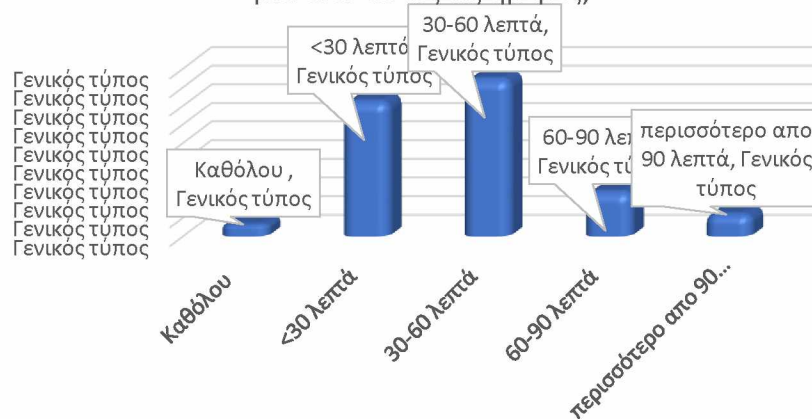 30-60 λεπτά,
Γενικός τύπος
<30 λεπτά
Γενικός τύπος
60-90
Γενικός
περισσότερο απο
90 λεπτά, Γενικός
τύπος
Καθόλου ,
Γενικός τύπος
Γενικός τύπος
Γενικός τύπος
Γενικός τύπος
Γενικός τύπος
Γενικός τύπος
Γενικός τύπος
Γενικός τύπος
Γενικός τύπος
Γενικός τύπος
Γενικός τύπος
Καθόλου
<30 λεπτά
30-60 λεπτά
60-90 λεπτά
περισσότερο απο 90...